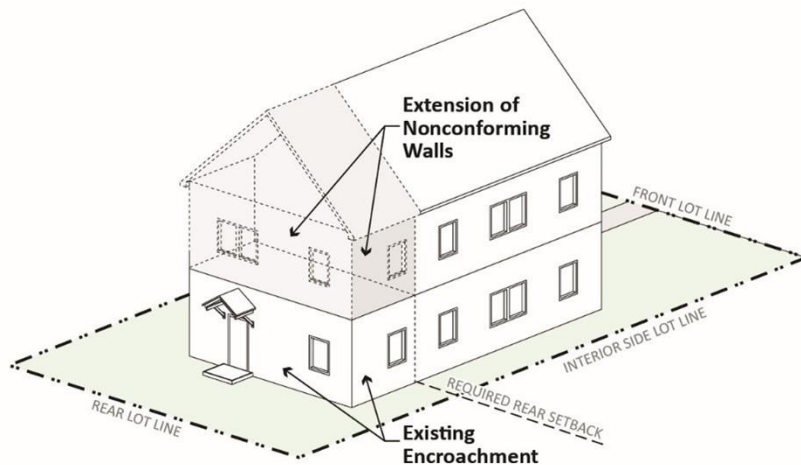 Extension of
Nonconforming
Walls
FRONT LOT LINE
INTERIOR SIDE LOT LINE
REQUIRED REAR SETBACK
REAR LOT LINE
Existing
Encroachment